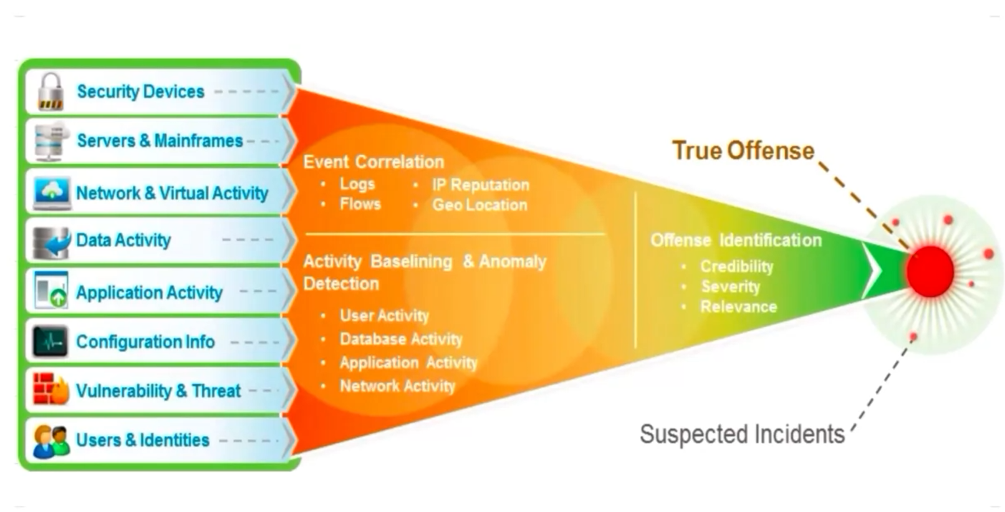 Security Devices
Servers & Mainframes
Network & Virtual Activity
Data Activity
Application Activity
Configuration Info
Vulnerability & Threat
Users & Identities
Event Correlation
• Logs • IP Reputation
• Flows • Geo Location
Activity Baselining & Anomaly
Detection
• User Activity
• Database Activity
• Application Activity
• Network Activity
Offense Identification
• Credibility
• Severity
• Relevance
True Offense
Suspected Incidents